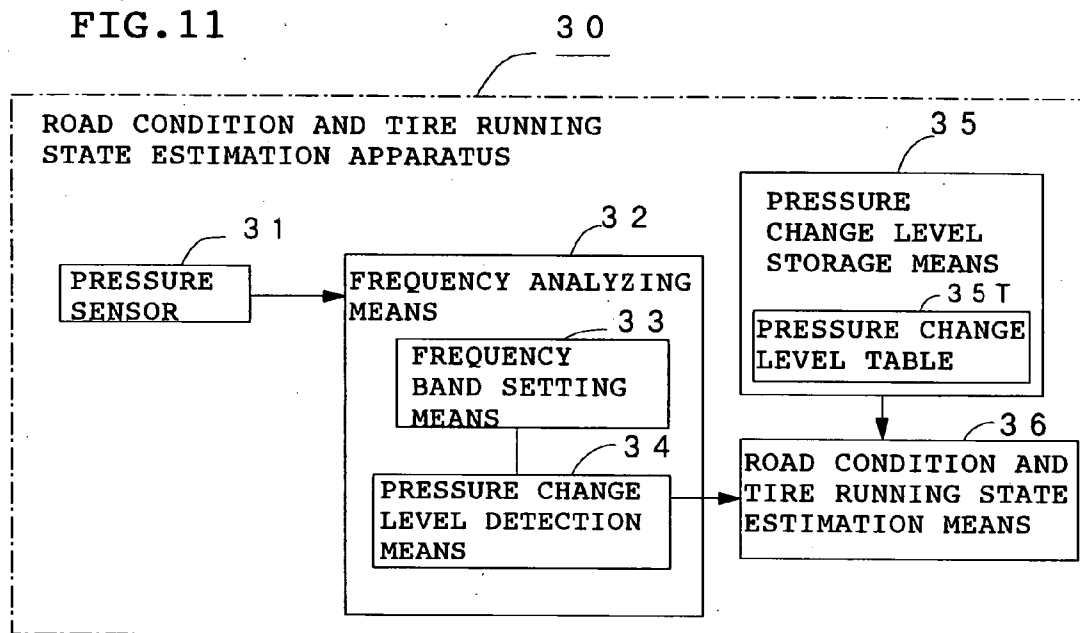 FIG.11
30
ROAD CONDITION AND TIRE RUNNING
STATE ESTIMATION APPARATUS
31
PRESSURE
SENSOR
32
FREQUENCY ANALYZING
MEANS
33
FREQUENCY
BAND SETTING
MEANS
34
PRESSURE CHANGE
LEVEL DETECTION
MEANS
35
PRESSURE
CHANGE LEVEL
STORAGE MEANS
35T
PRESSURE CHANGE
LEVEL TABLE
36
ROAD CONDITION AND
TIRE RUNNING STATE
ESTIMATION MEANS